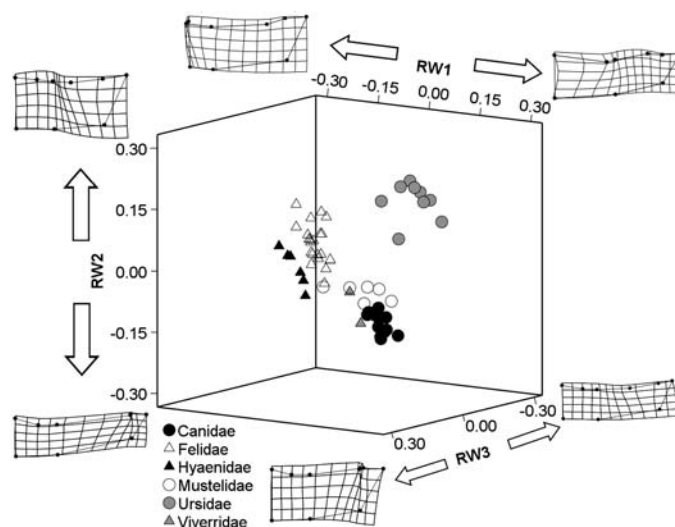 RW1
-0.30
-0.15
0.00
0.15
0.30
0.30
0.15
0.00
-0.15
-0.30
RW2
0.30
0.00
-0.30
RW3
Canidae
Felidae
Hyaenidae
Mustelidae
Ursidae
Viverridae